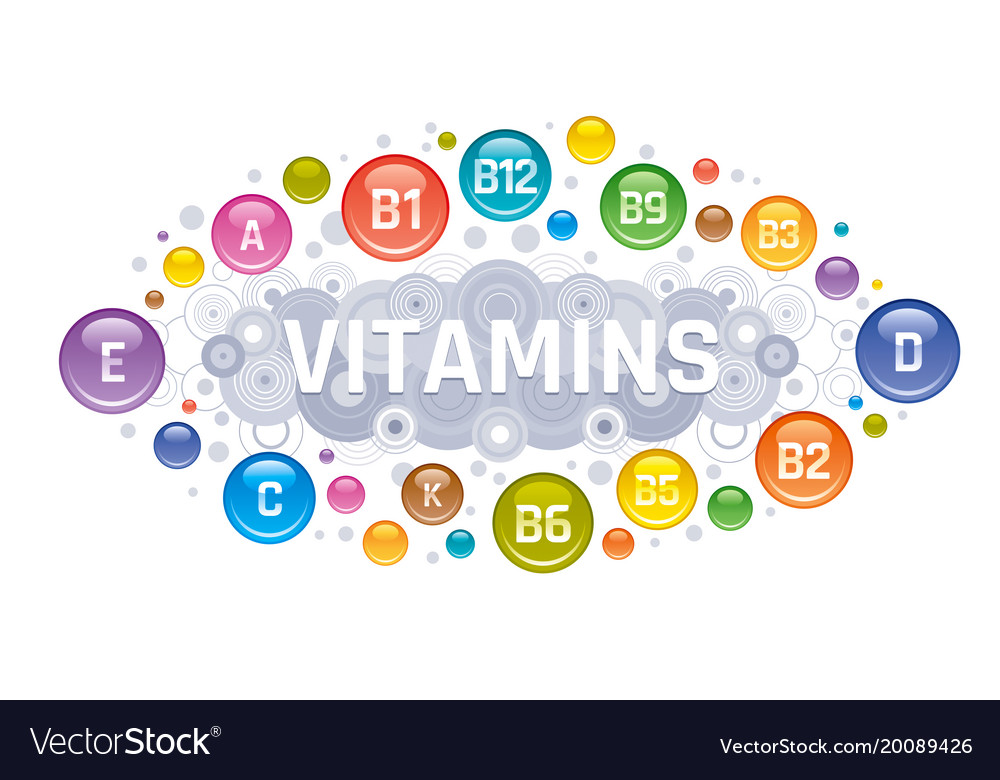 B12
B1
B9
A
B3
VITAMINS
E
D
B2
C
K
B5
B6
VectorStock®
VectorStock.com/20089426